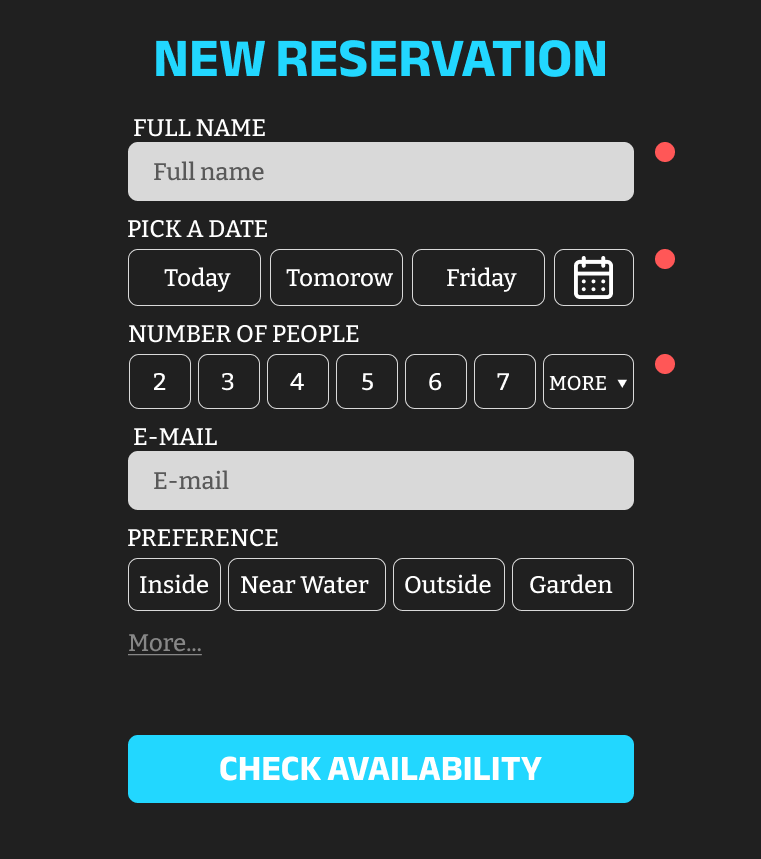 NEW RESERVATION
FULL NAME
Full name
PICK A DATE
Today Tomorow Friday
NUMBER OF PEOPLE
2 3 4 5 6 7 MORE ▼
E-MAIL
E-mail
PREFERENCE
Inside Near Water Outside Garden
More...
CHECK AVAILABILITY